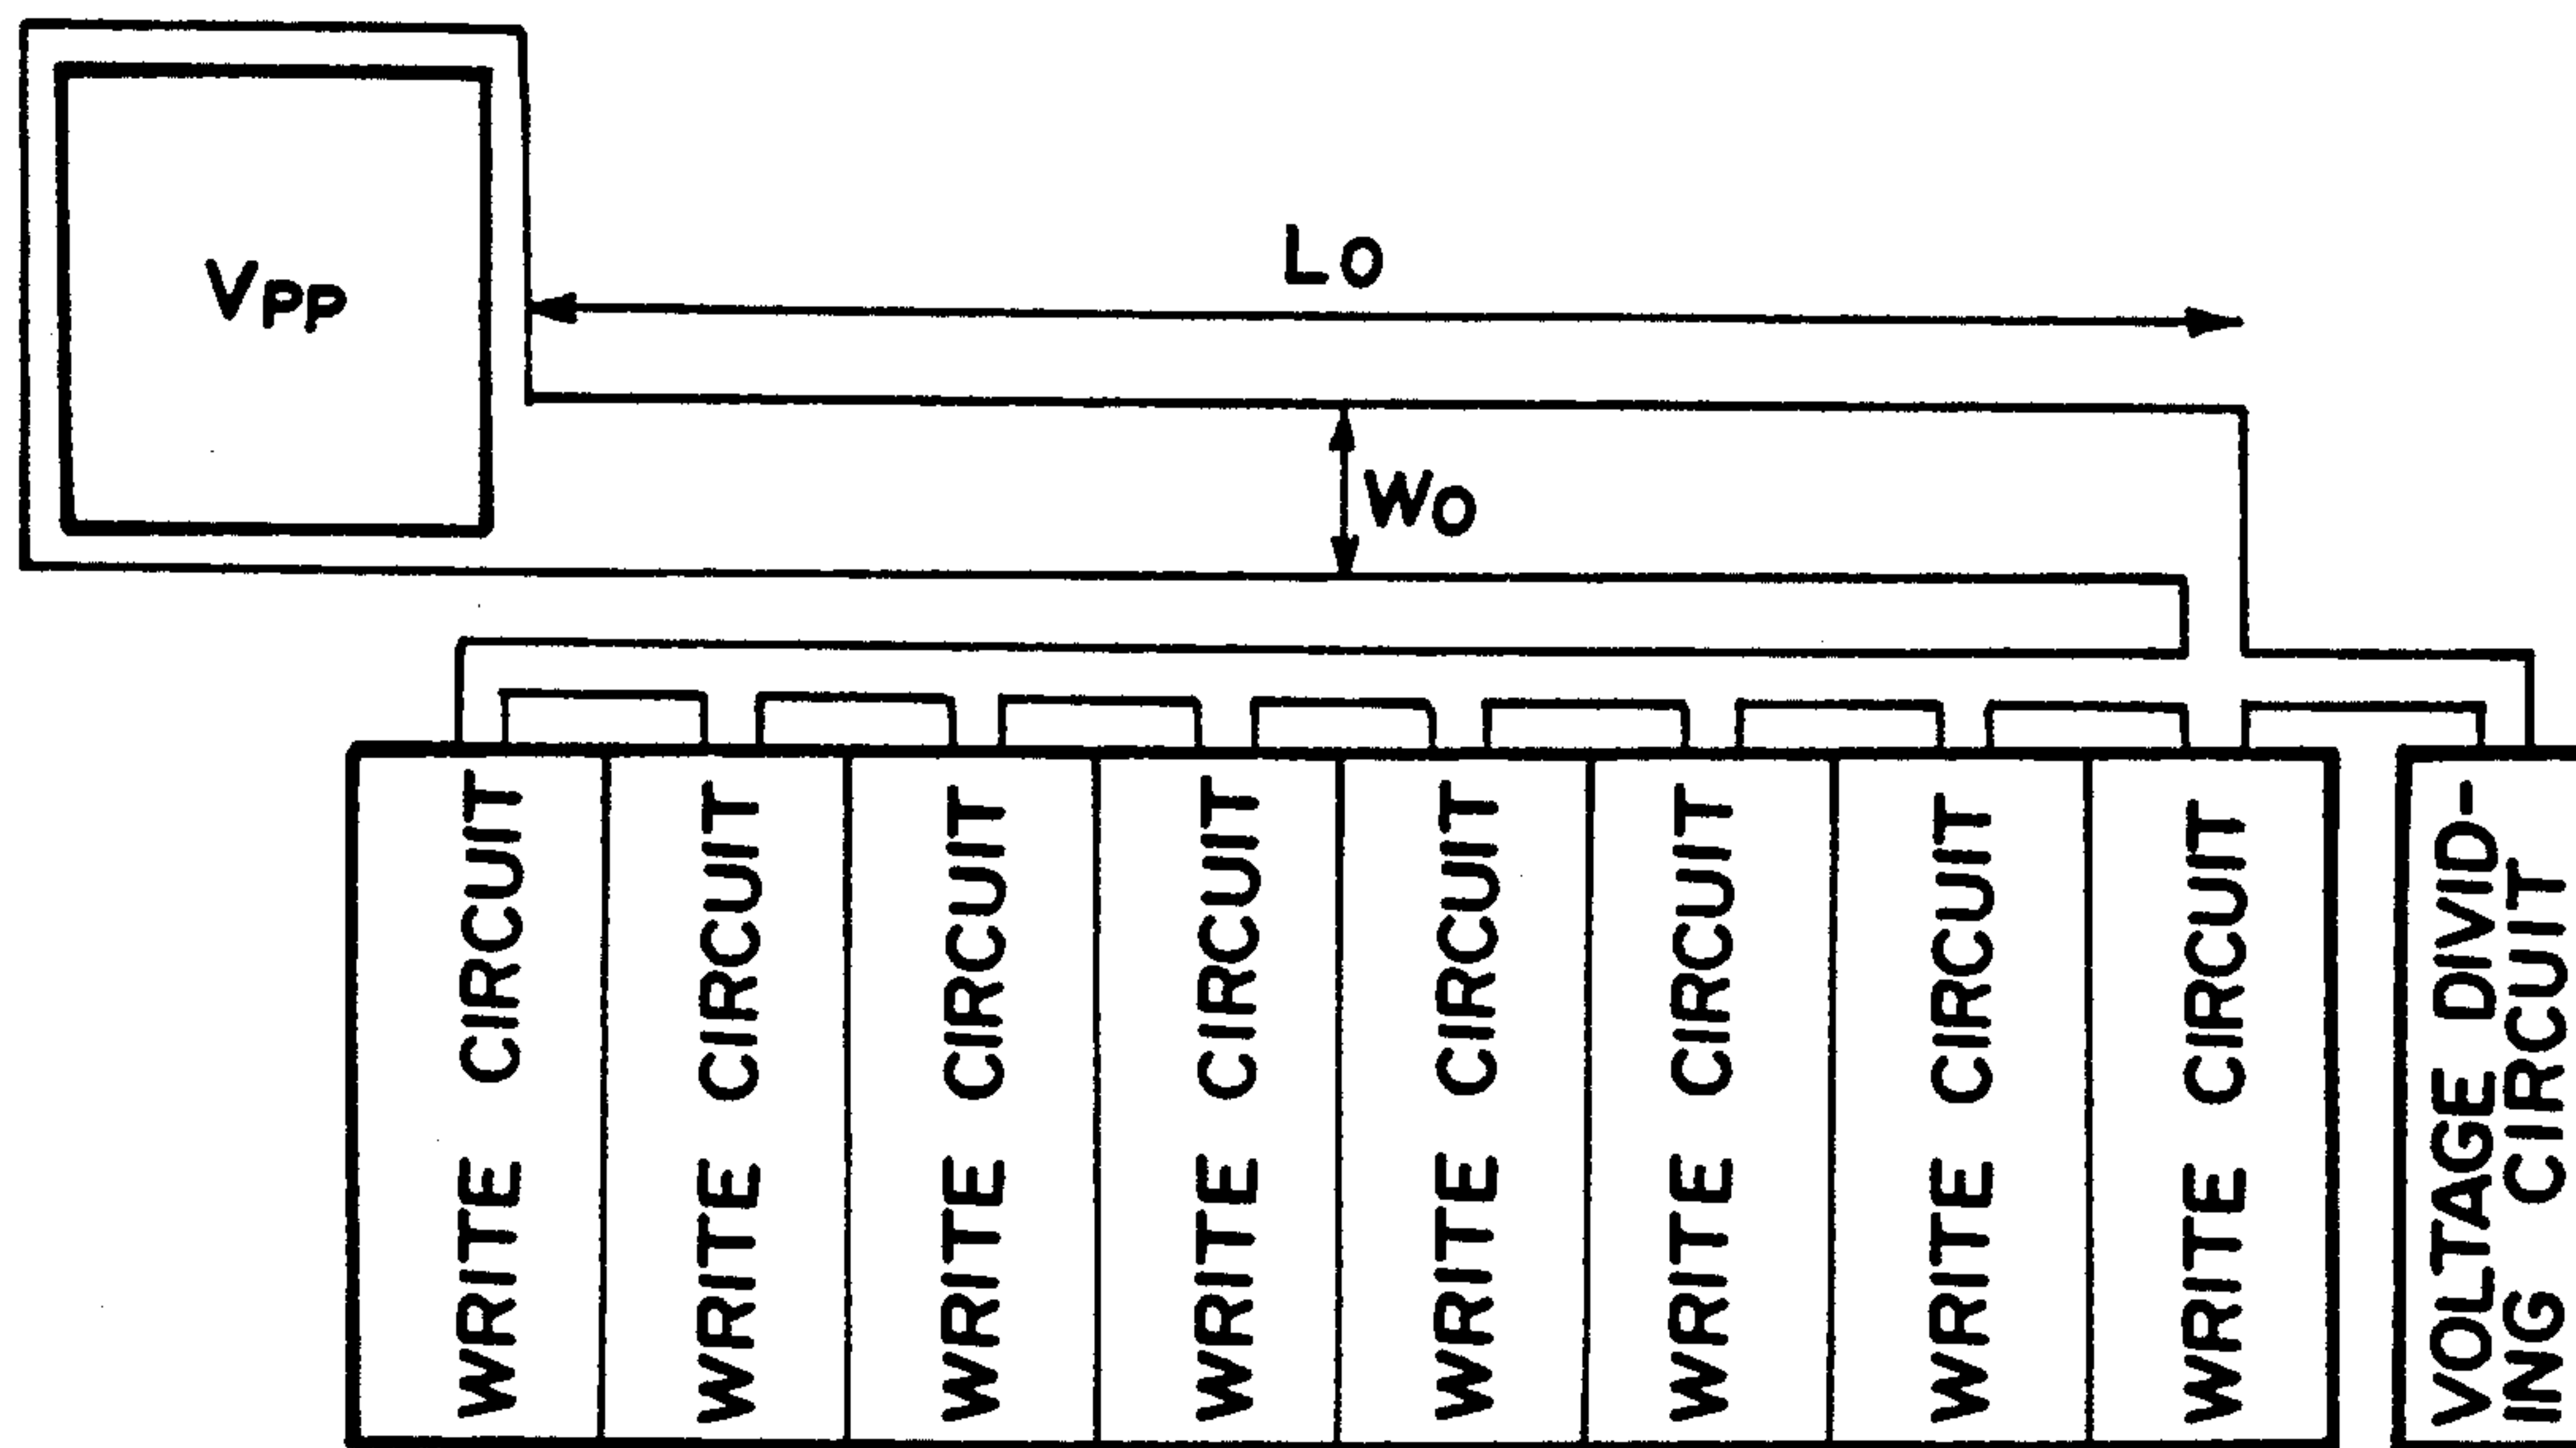 VPP
LO
WO
WRITE CIRCUIT
WRITE CIRCUIT
WRITE CIRCUIT
WRITE CIRCUIT
WRITE CIRCUIT
WRITE CIRCUIT
WRITE CIRCUIT
WRITE CIRCUIT
VOLTAGE DIVID-
ING CIRCUIT